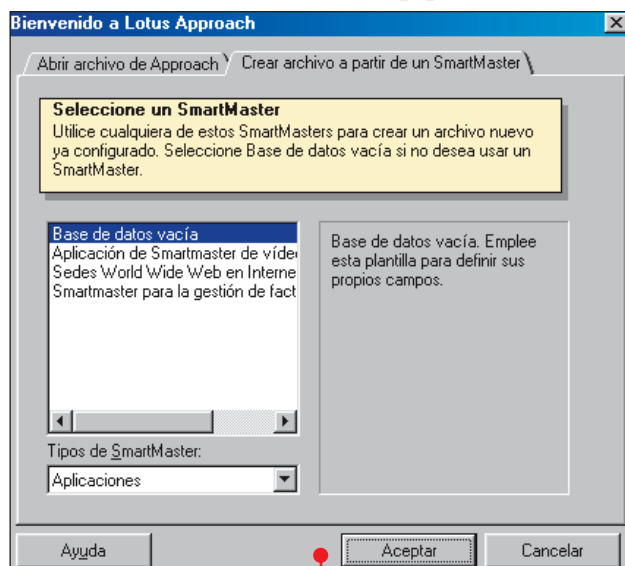 Bienvenido a Lotus Approach
Abrir archivo de Approach
Crear archivo a partir de un SmartMaster
Seleccione un SmartMaster
Utilice cualquiera de estos SmartMasters para crear un archivo nuevo
ya configurado. Seleccione Base de datos vacía si no desea usar un
SmartMaster.
Base de datos vacía
Aplicación de Smartmaster de víde
Sedes World Wide Web en Interne
Smartmaster para la gestión de fact
Base de datos vacía. Emplee
esta plantilla para definir sus
propios campos.
Tipos de SmartMaster:
Aplicaciones
Ayuda
Aceptar
Cancelar